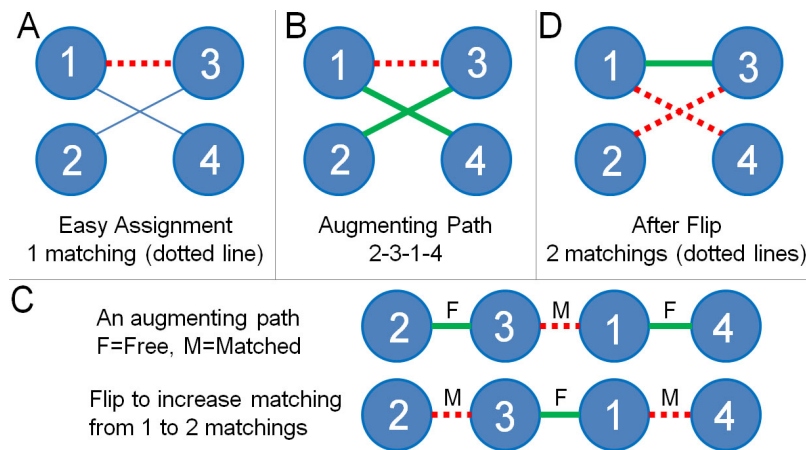 A
1
3
2
4
Easy Assignment
1 matching (dotted line)
B
1
3
2
4
Augmenting Path
2-3-1-4
D
1
3
2
4
After Flip
2 matchings (dotted lines)
C
An augmenting path
F=Free, M=Matched
2 F 3 M 1 F 4
Flip to increase matching
from 1 to 2 matchings
2 M 3 F 1 M 4